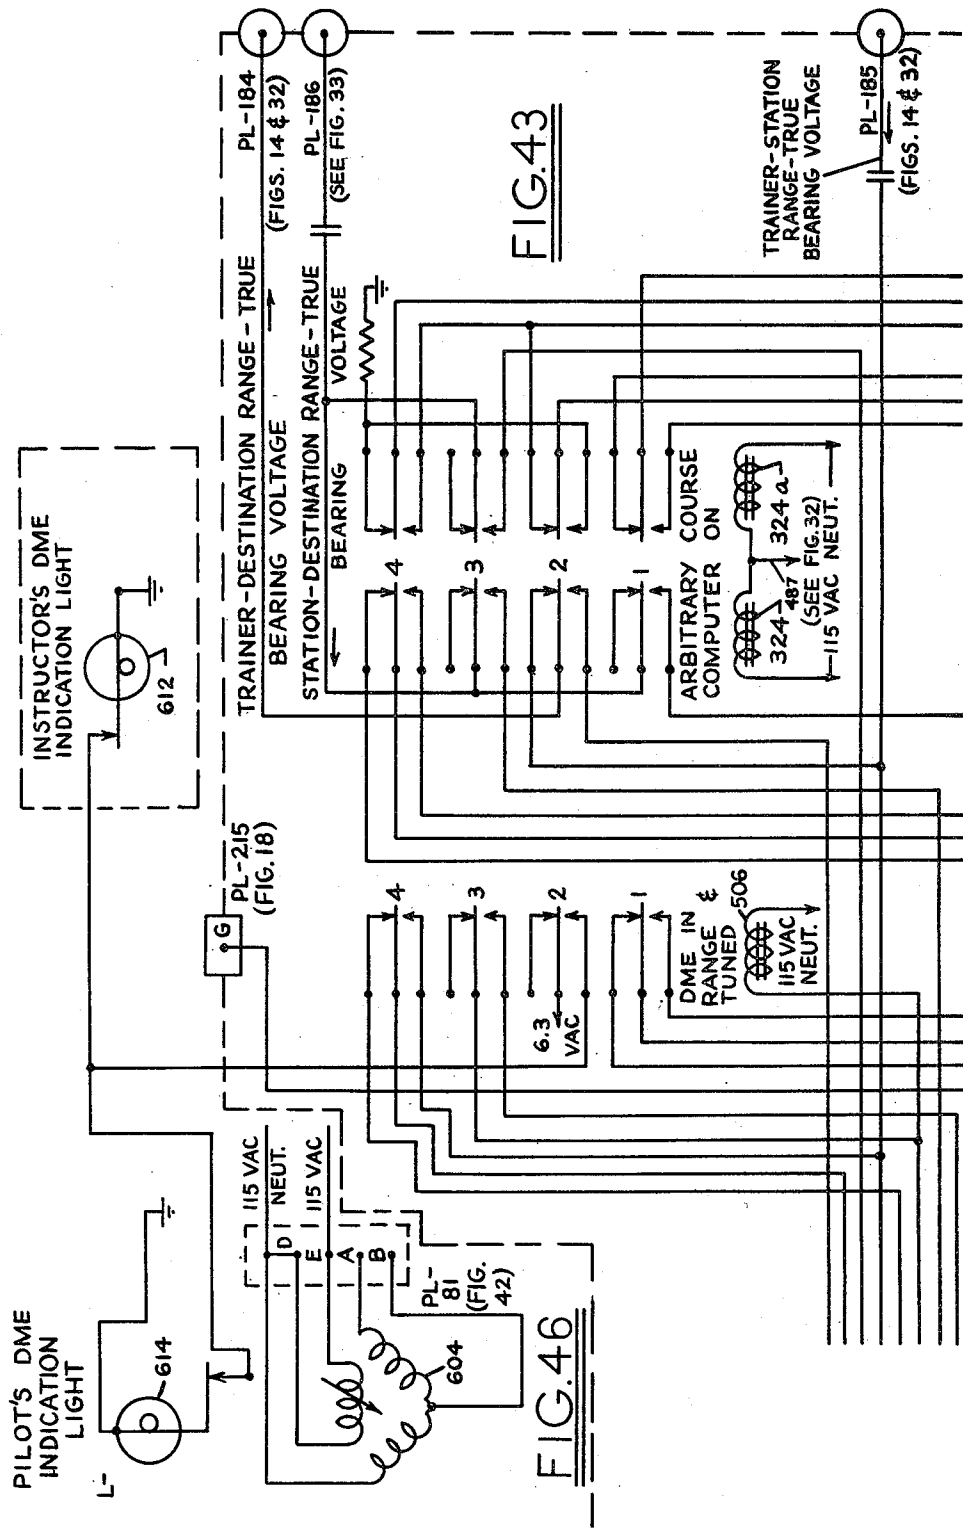 PILOT'S DME
INDICATION
LIGHT
L-
614
INSTRUCTOR'S DME
INDICATION LIGHT
612
G
PL-215
(FIG. 18)
115 VAC
NEUT.
115 VAC
D
E
A
B
PL-
81
(FIG.
42)
604
FIG. 46
TRAINER-DESTINATION RANGE-TRUE
BEARING VOLTAGE
PL-184
(FIGS. 14 & 32)
STATION-DESTINATION RANGE-TRUE
BEARING VOLTAGE
PL-186
(SEE FIG. 33)
FIG. 43
4
3
2
1
6.3
VAC
DME IN
RANGE &
TUNED
506
115 VAC
NEUT.
4
3
2
1
ARBITRARY COURSE
COMPUTER ON
324
324a
487
(SEE FIG. 32)
115 VAC NEUT.
TRAINER-STATION
RANGE-TRUE
BEARING VOLTAGE
PL-185
(FIGS. 14 & 32)